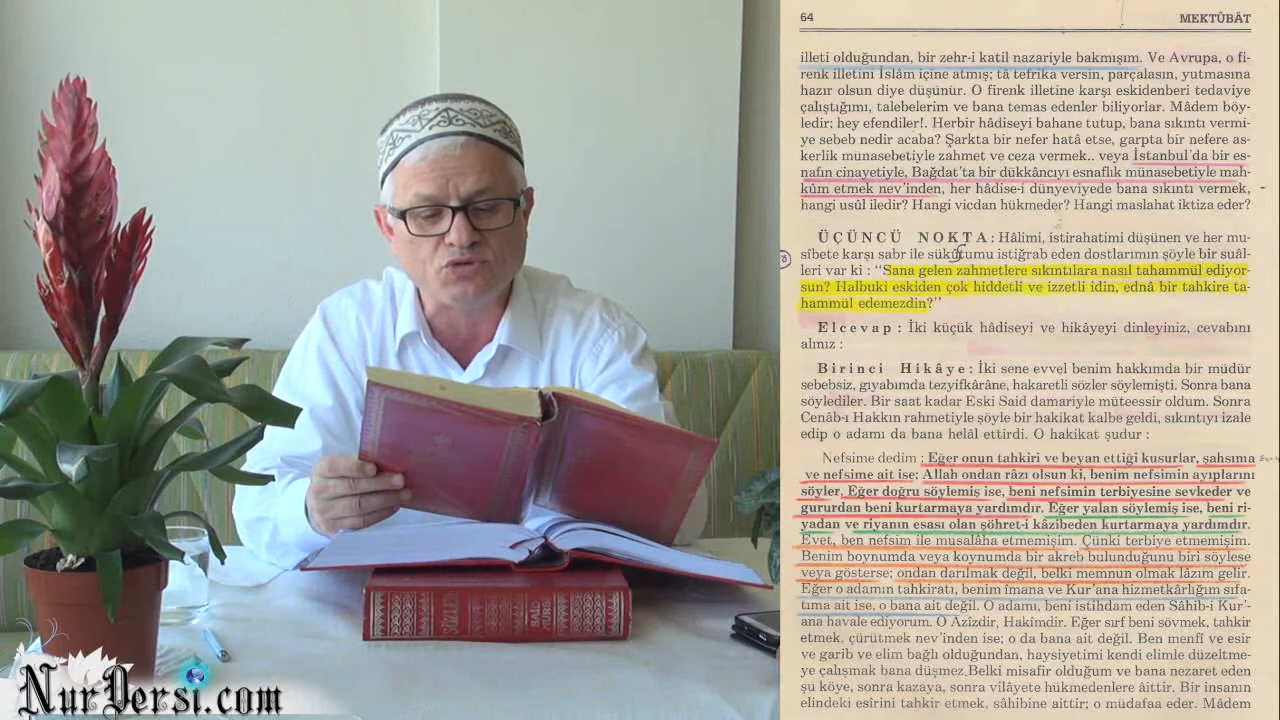 64 MEKTÛBÂT
illeti olduğundan, bir zehr-i katil nazariyle bakmışım. Ve Avrupa, o fi-
renk illetini İslâm içine atmış; tâ tefrika versin, parçalasın, yutmasına
hazır olsun diye düşünür. O firenk illetine karşı eskidenberi tedaviye
çalıştığımı, talebelerim ve bana temas edenler biliyorlar. Mâdem böy-
ledir; hey efendiler!. Herbir hâdiseyi bahane tutup, bana sıkıntı vermi-
ye sebeb nedir acaba? Şarkta bir nefer hatâ etse, garpta bir nefere as-
kerlik münasebetiyle zahmet ve ceza vermek.. veya İstanbul'da bir es-
nafın cinayetiyle, Bağdat'ta bir dükkâncıyı esnaflık münasebetiyle mah-
kûm etmek nev'inden, her hâdise-i dünyeviyede bana sıkıntı vermek,
hangi usûl iledir? Hangi vicdan hükmeder? Hangi maslahat iktiza eder?
ÜÇÜNCÜ NOKTA: Hâlimi, istirahatimi düşünen ve her mu-
sîbete karşı sabr ile sükûtumu istiğrab eden dostlarımın şöyle bir suâl-
leri var ki : "Sana gelen zahmetlere sıkıntılara nasıl tahammül ediyor-
sun? Halbuki eskiden çok hiddetli ve izzetli idin, ednâ bir tahkire ta-
hammül edemezdin?"
Elcevap: İki küçük hâdiseyi ve hikâyeyi dinleyiniz, cevabını
alınız :
Birinci Hikâye: İki sene evvel benim hakkımda bir müdür
sebebsiz, gıyabımda tezyifkârâne, hakaretli sözler söylemişti. Sonra bana
söylediler. Bir saat kadar Eski Said damariyle müteessir oldum. Sonra
Cenâb-ı Hakkın rahmetiyle şöyle bir hakikat kalbe geldi, sıkıntıyı izale
edip o adamı da bana helâl ettirdi. O hakikat şudur :
Nefsime dedim : Eğer onun tahkiri ve beyan ettiği kusurlar, şahsıma
ve nefsime ait ise; Allah ondan râzı olsun ki, benim nefsimin ayıplarını
söyler. Eğer doğru söylemiş ise, beni nefsimin terbiyesine sevkeder ve
gururdan beni kurtarmaya yardımdır. Eğer yalan söylemiş ise, beni ri-
yadan ve riyanın esası olan şöhret-i kâzibeden kurtarmaya yardımdır.
Evet, ben nefsim ile musalâha etmemişim. Çünki terbiye etmemişim.
Benim boynumda veya koynumda bir akreb bulunduğunu biri söylese
veya gösterse; ondan darılmak değil, belki memnun olmak lâzım gelir.
Eğer o adamın tahkiratı, benim îmana ve Kur'ana hizmetkârlığım sıfa-
tıma ait ise, o bana ait değil. O adamı, beni istihdam eden Sâhib-i Kur'-
ana havale ediyorum. O Azîzdir, Hakîmdir. Eğer sırf beni sövmek, tahkir
etmek, çürütmek nev'inden ise; o da bana ait değil. Ben menfî ve esir
ve garib ve elim bağlı olduğundan, haysiyetimi kendi elimle düzeltme-
ye çalışmak bana düşmez. Belki misafir olduğum ve bana nezaret eden
şu köye, sonra kazaya, sonra vilâyete hükmedenlere âittir. Bir insanın
elindeki esirini tahkir etmek, sâhibine aittir; o müdafaa eder. Mâdem
SÖZLER
SAİD NURSİ
NurDersi.com